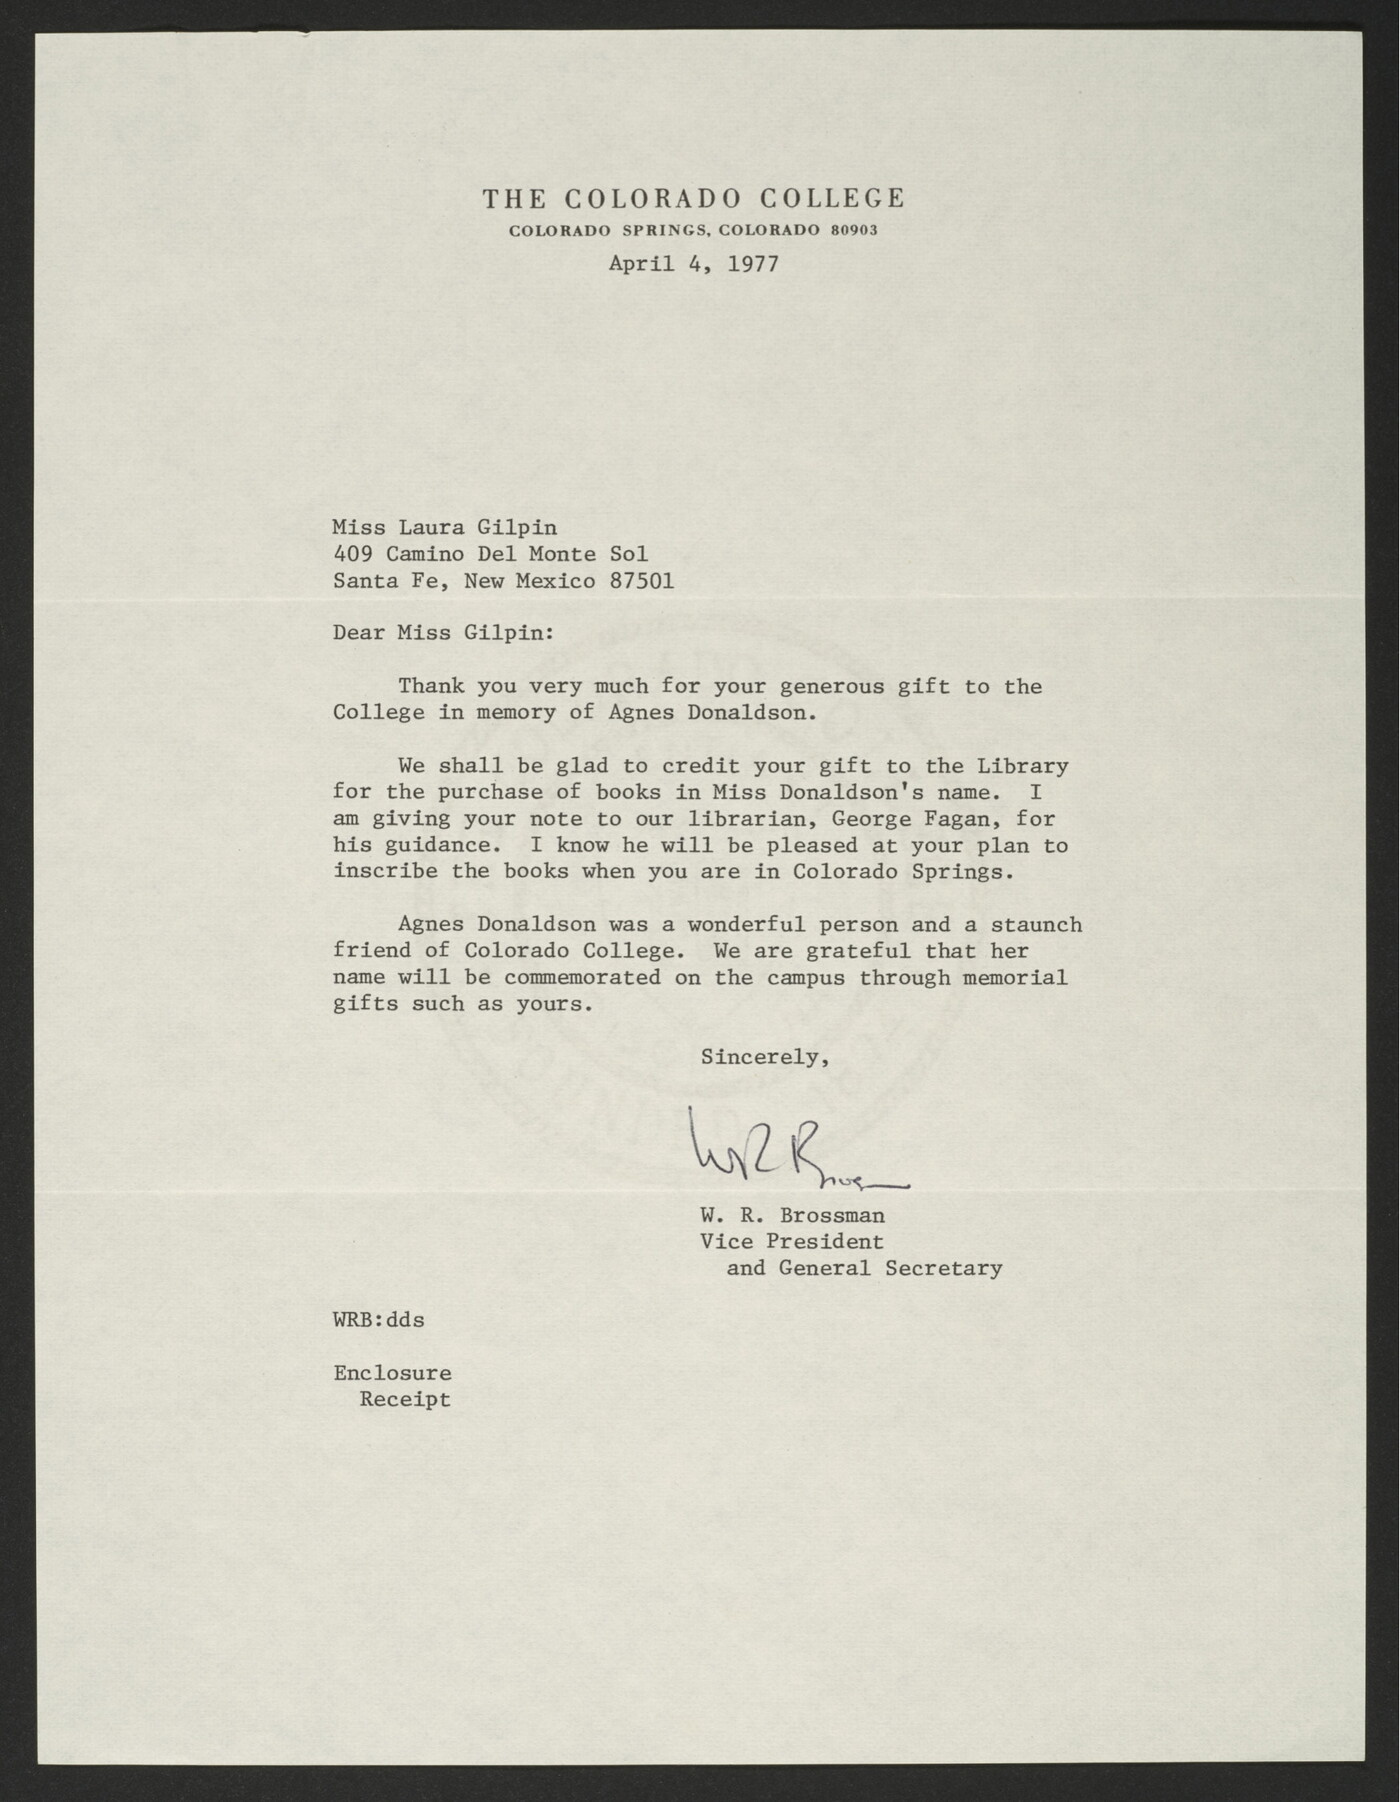 THE COLORADO COLLEGE
COLORADO SPRINGS, COLORADO 80903
April 4, 1977
Miss Laura Gilpin
409 Camino Del Monte Sol
Santa Fe, New Mexico 87501
Dear Miss Gilpin:
Thank you very much for your generous gift to the
College in memory of Agnes Donaldson.
We shall be glad to credit your gift to the Library
for the purchase of books in Miss Donaldson's name. I
am giving your note to our librarian, George Fagan, for
his guidance. I know he will be pleased at your plan to
inscribe the books when you are in Colorado Springs.
Agnes Donaldson was a wonderful person and a staunch
friend of Colorado College. We are grateful that her
name will be commemorated on the campus through memorial
gifts such as yours.
Sincerely,
W. R. Brossman
Vice President
and General Secretary
WRB:dds
Enclosure
Receipt